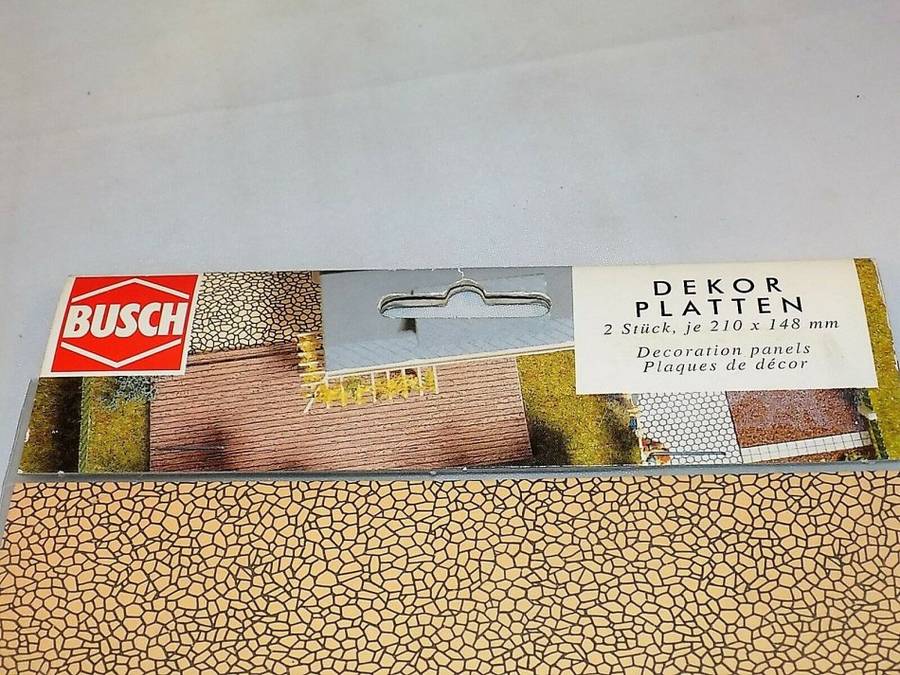 BUSCH
DEKOR
PLATTEN
2 Stück, je 210 x 148 mm
Decoration panels
Plaques de décor